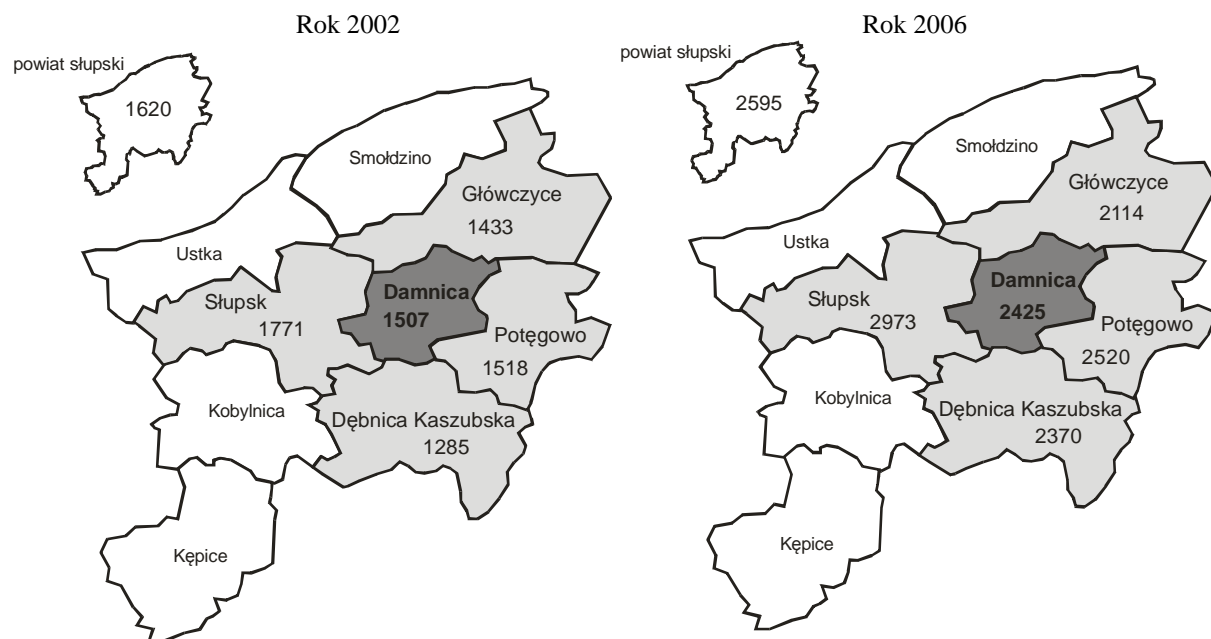 Rok 2002
powiat słupski
1620
Smołdzino
Główczyce
1433
Ustka
Damnica
1507
Słupsk
1771
Potęgowo
1518
Kobylnica
Dębnica Kaszubska
1285
Kępice
Rok 2006
powiat słupski
2595
Smołdzino
Główczyce
2114
Ustka
Damnica
2425
Słupsk
2973
Potęgowo
2520
Kobylnica
Dębnica Kaszubska
2370
Kępice